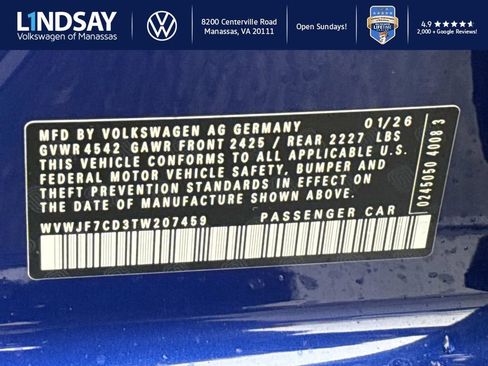 LINDSAY
Volkswagen of Manassas
8200 Centerville Road
Manassas, VA 20111
Open Sundays!
4.9
2,000+ Google Reviews!
MFD BY VOLKSWAGEN AG GERMANY 01/26
GVWR 4542 GAWR FRONT 2425 / REAR 2227 LBS
THIS VEHICLE CONFORMS TO ALL APPLICABLE U.S.
FEDERAL MOTOR VEHICLE SAFETY, BUMPER AND
THEFT PREVENTION STANDARDS IN EFFECT ON
THE DATE OF MANUFACTURE SHOWN ABOVE.
WVWJF7CD3TW207459 PASSENGER CAR
0245050 4008 3